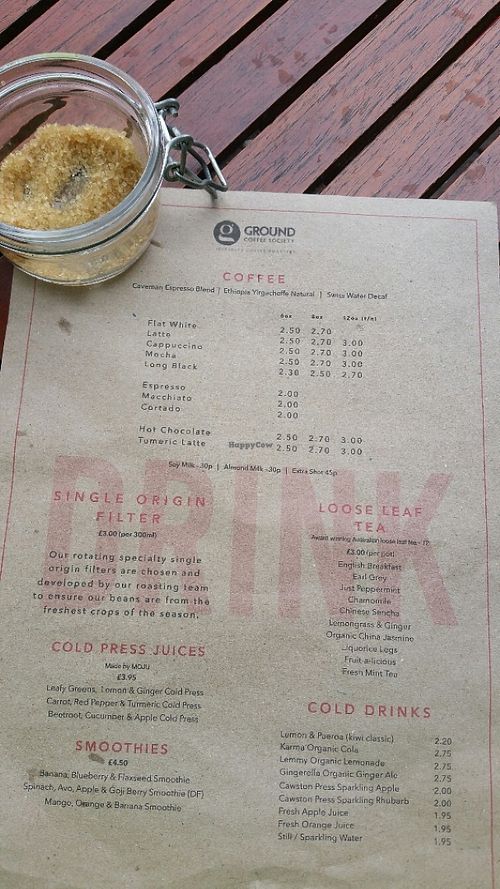 g GROUND
COFFEE SOCIETY
SPECIALTY COFFEE ROASTERS
COFFEE
Caveman Espresso Blend | Ethiopia Yirgacheffe Natural | Swiss Water Decaf
6oz 8oz 12oz (t/a)
Flat White 2.50 2.70
Latte 2.50 2.70 3.00
Cappuccino 2.50 2.70 3.00
Mocha 2.50 2.70 3.00
Long Black 2.30 2.50 2.70
Espresso 2.00
Macchiato 2.00
Cortado 2.00
Hot Chocolate 2.50 2.70 3.00
Tumeric Latte 2.50 2.70 3.00
HappyCow
Soy Milk -30p | Almond Milk -30p | Extra Shot 45p
DRINK
SINGLE ORIGIN
FILTER
£3.00 (per 300ml)
Our rotating specialty single
origin filters are chosen and
developed by our roasting team
to ensure our beans are from the
freshest crops of the season.
COLD PRESS JUICES
Made by MOJU
£3.95
Leafy Greens, Lemon & Ginger Cold Press
Carrot, Red Pepper & Turmeric Cold Press
Beetroot, Cucumber & Apple Cold Press
SMOOTHIES
£4.50
Banana, Blueberry & Flaxseed Smoothie
Spinach, Avo, Apple & Goji Berry Smoothie (DF)
Mango, Orange & Banana Smoothie
LOOSE LEAF
TEA
Award winning Australian loose leaf tea -
£3.00 (per pot)
English Breakfast
Earl Grey
Just Peppermint
Chamomile
Chinese Sencha
Lemongrass & Ginger
Organic China Jasmine
Liquorice Legs
Fruit-a-licious
Fresh Mint Tea
COLD DRINKS
Lemon & Paeroa (kiwi classic) 2.20
Karma Organic Cola 2.75
Lemmy Organic Lemonade 2.75
Gingerella Organic Ginger Ale 2.75
Cawston Press Sparkling Apple 2.00
Cawston Press Sparkling Rhubarb 2.00
Fresh Apple Juice 1.95
Fresh Orange Juice 1.95
Still / Sparkling Water 1.95